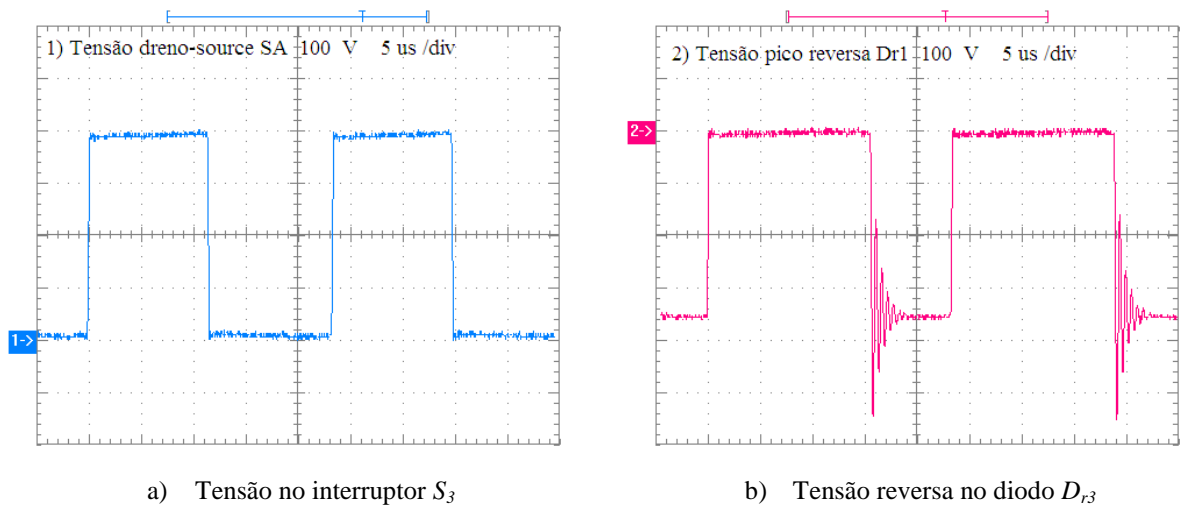 1) Tensão dreno-source SA 100 V 5 us /div
1->
2) Tensão pico reversa Dr1 100 V 5 us /div
2->
a) Tensão no interruptor S3
b) Tensão reversa no diodo Dr3